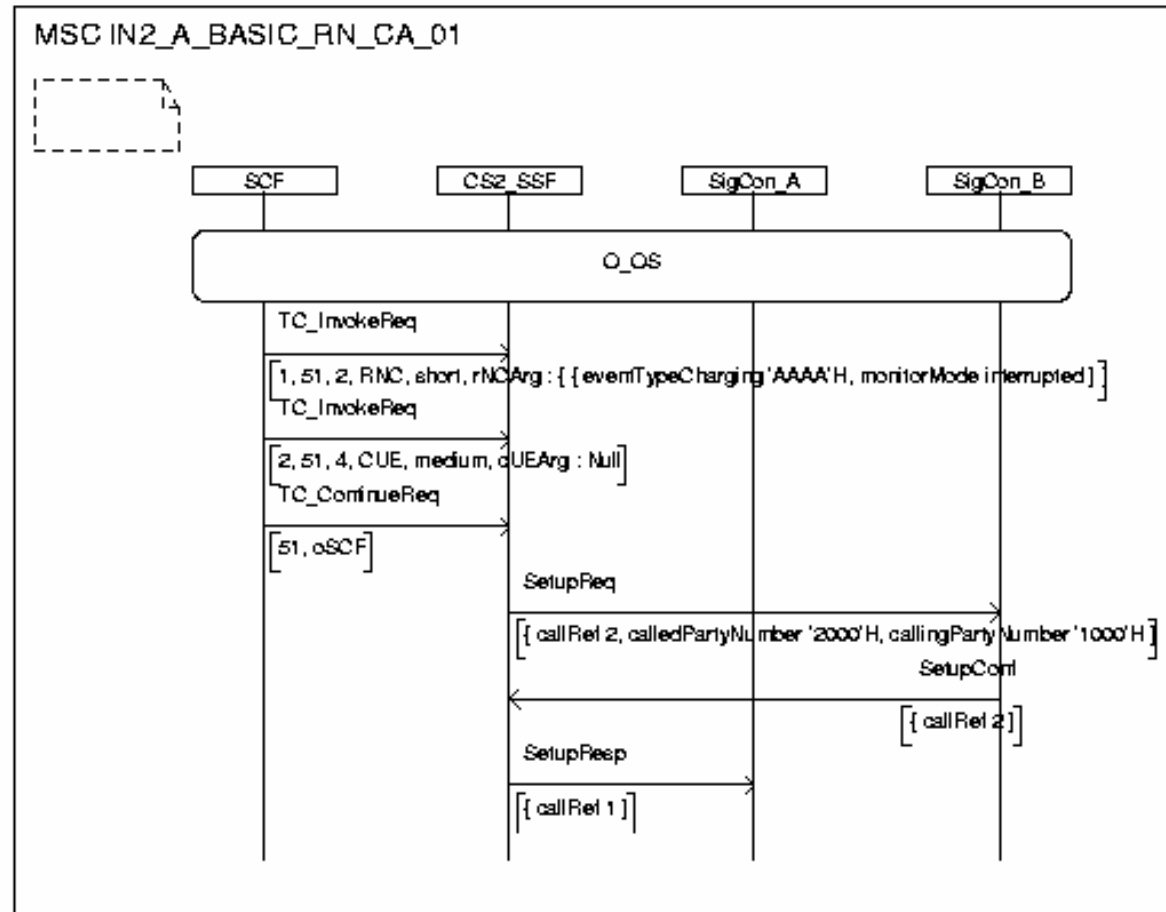 MSC IN2_A_BASIC_RN_CA_01
SCF CS2_SSF SigCon_A SigCon_B
O_OS
TC_InvokeReq
[1, 51, 2, RNC, short, rNCArg : { { eventTypeCharging 'AAAA'H, monitorMode interrupted } ]
TC_InvokeReq
[2, 51, 4, CUE, medium, cUEArg : Null]
TC_ContinueReq
[51, oSCF]
SetupReq
[{ callRef 2, calledPartyNumber '2000'H, callingPartyNumber '1000'H }]
SetupConf
[{ callRef 2 }]
SetupResp
[{ callRef 1 }]